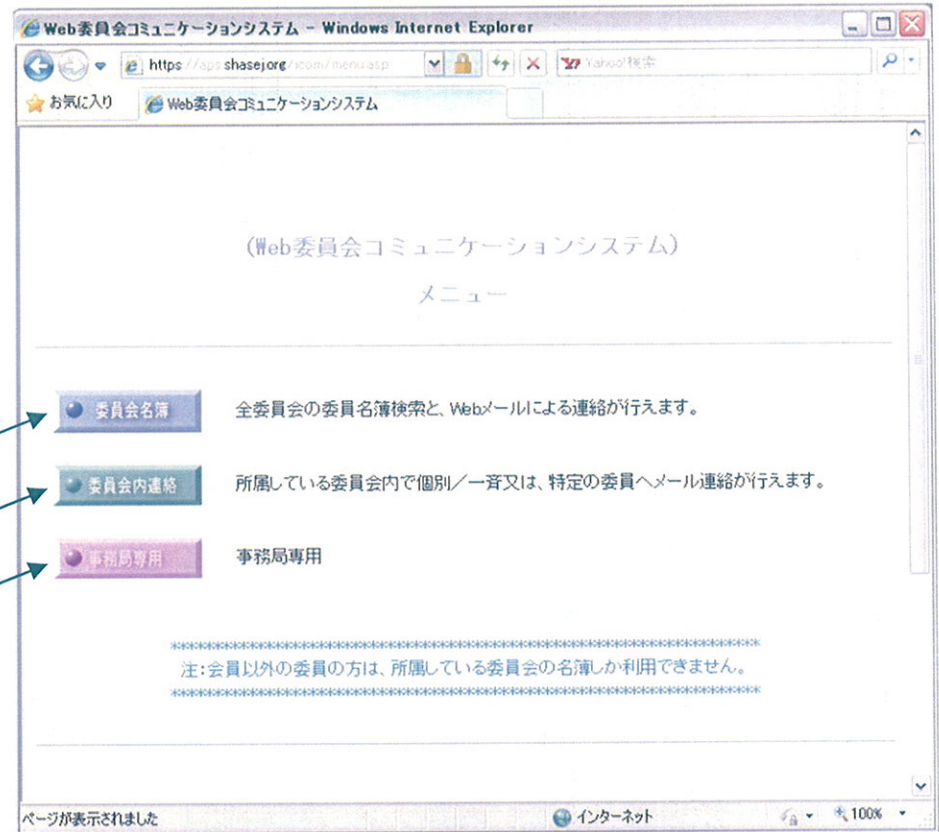 Web委員会コミュニケーションシステム - Windows Internet Explorer
https://aps.shasej.org/scom/menu.asp
Yahoo!検索
お気に入り
Web委員会コミュニケーションシステム
(Web委員会コミュニケーションシステム)
メニュー
委員会名簿
全委員会の委員名簿検索と、Webメールによる連絡が行えます。
委員会内連絡
所属している委員会内で個別／一斉又は、特定の委員へメール連絡が行えます。
事務局専用
事務局専用
**********************************************************************
注:会員以外の委員の方は、所属している委員会の名簿しか利用できません。
**********************************************************************
ページが表示されました
インターネット
100%